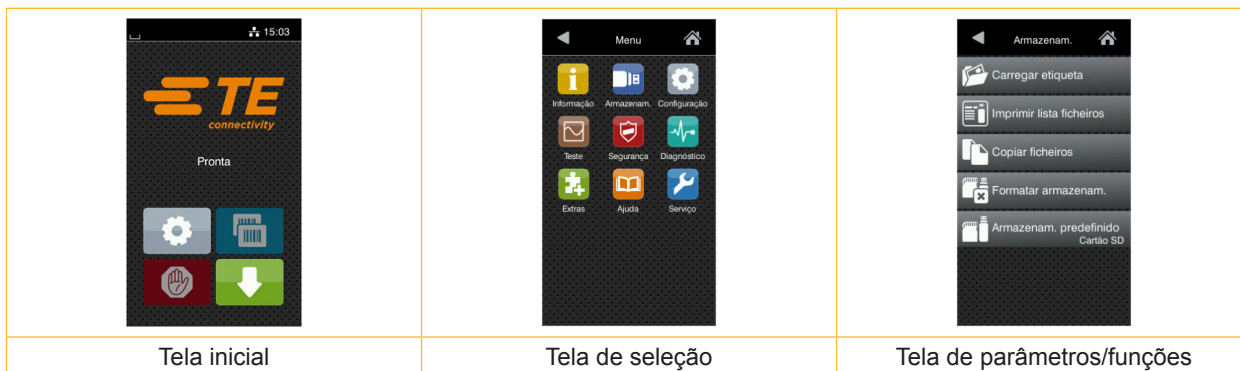 15:03
TE
connectivity
Pronta
Tela inicial
Menu
Informação Armazenam. Configuração
Teste Segurança Diagnóstico
Extras Ajuda Serviço
Tela de seleção
Armazenam.
Carregar etiqueta
Imprimir lista ficheiros
Copiar ficheiros
Formatar armazenam.
Armazenam. predefinido
Cartão SD
Tela de parâmetros/funções